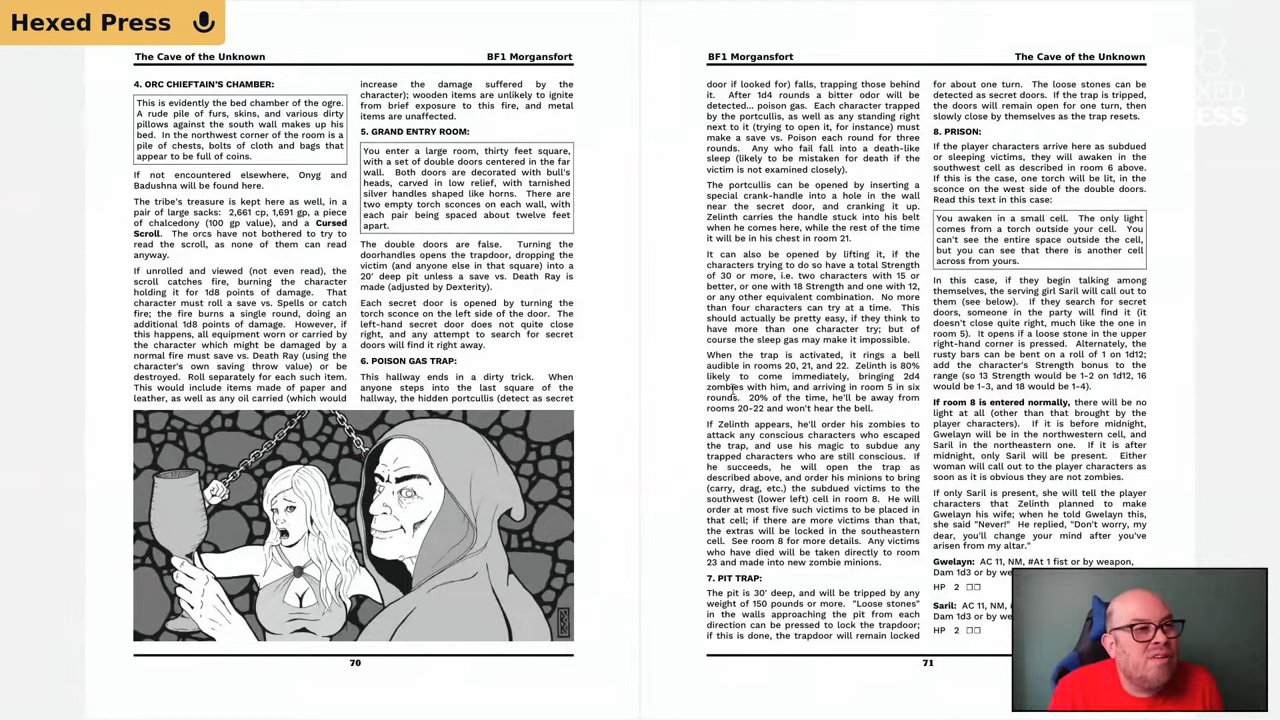 Hexed Press
The Cave of the Unknown
BF1 Morgansfort
4. ORC CHIEFTAIN'S CHAMBER:
This is evidently the bed chamber of the ogre.
A rude pile of furs, skins, and various dirty
pillows against the south wall makes up his
bed. In the northwest corner of the room is a
pile of chests, bolts of cloth and bags that
appear to be full of coins.
If not encountered elsewhere, Onyg and
Badushna will be found here.
The tribe's treasure is kept here as well, in a
pair of large sacks: 2,661 cp, 1,691 gp, a piece
of chalcedony (100 gp value), and a Cursed
Scroll. The orcs have not bothered to try to
read the scroll, as none of them can read
anyway.
If unrolled and viewed (not even read), the
scroll catches fire, burning the character
holding it for 1d8 points of damage. That
character must roll a save vs. Spells or catch
fire; the fire burns a single round, doing an
additional 1d8 points of damage. However, if
this happens, all equipment worn or carried by
the character which might be damaged by a
normal fire must save vs. Death Ray (using the
character's own saving throw value) or be
destroyed. Roll separately for each such item.
This would include items made of paper and
leather, as well as any oil carried (which would
increase the damage suffered by the
character); wooden items are unlikely to ignite
from brief exposure to this fire, and metal
items are unaffected.
5. GRAND ENTRY ROOM:
You enter a large room, thirty feet square,
with a set of double doors centered in the far
wall. Both doors are decorated with bull's
heads, carved in low relief, with tarnished
silver handles shaped like horns. There are
two empty torch sconces on each wall, with
each pair being spaced about twelve feet
apart.
The double doors are false. Turning the
doorhandles opens the trapdoor, dropping the
victim (and anyone else in that square) into a
20' deep pit unless a save vs. Death Ray is
made (adjusted by Dexterity).
Each secret door is opened by turning the
torch sconce on the left side of the door. The
left-hand secret door does not quite close
right, and any attempt to search for secret
doors will find it right away.
6. POISON GAS TRAP:
This hallway ends in a dirty trick. When
anyone steps into the last square of the
hallway, the hidden portcullis (detect as secret
70
BF1 Morgansfort
The Cave of the Unknown
door if looked for) falls, trapping those behind
it. After 1d4 rounds a bitter odor will be
detected... poison gas. Each character trapped
by the portcullis, as well as any standing right
next to it (trying to open it, for instance) must
make a save vs. Poison each round for three
rounds. Any who fail fall into a death-like
sleep (likely to be mistaken for death if the
victim is not examined closely).
The portcullis can be opened by inserting a
special crank-handle into a hole in the wall
near the secret door, and cranking it up.
Zelinth carries the handle stuck into his belt
when he comes here, while the rest of the time
it will be in his chest in room 21.
It can also be opened by lifting it, if the
characters trying to do so have a total Strength
of 30 or more, i.e. two characters with 15 or
better, or one with 18 Strength and one with 12,
or any other equivalent combination. No more
than four characters can try at a time. This
should actually be pretty easy, if they think to
have more than one character try; but of
course the sleep gas may make it impossible.
When the trap is activated, it rings a bell
audible in rooms 20, 21, and 22. Zelinth is 80%
likely to come immediately, bringing 2d4
zombies with him, and arriving in room 5 in six
rounds. 20% of the time, he'll be away from
rooms 20-22 and won't hear the bell.
If Zelinth appears, he'll order his zombies to
attack any conscious characters who escaped
the trap, and use his magic to subdue any
trapped characters who are still conscious. If
he succeeds, he will open the trap as
described above, and order his minions to bring
(carry, drag, etc.) the subdued victims to the
southwest (lower left) cell in room 8. He will
order at most five such victims to be placed in
that cell; if there are more victims than that,
the extras will be locked in the southeastern
cell. See room 8 for more details. Any victims
who have died will be taken directly to room
23 and made into new zombie minions.
7. PIT TRAP:
The pit is 30' deep, and will be tripped by any
weight of 150 pounds or more. "Loose stones"
in the walls approaching the pit from each
direction can be pressed to lock the trapdoor;
if this is done, the trapdoor will remain locked
for about one turn. The loose stones can be
detected as secret doors. If the trap is tripped,
the doors will remain open for one turn, then
slowly close by themselves as the trap resets.
8. PRISON:
If the player characters arrive here as subdued
or sleeping victims, they will awaken in the
southwest cell as described in room 6 above.
If this is the case, one torch will be lit, in the
sconce on the west side of the double doors.
Read this text in this case:
You awaken in a small cell. The only light
comes from a torch outside your cell. You
can't see the entire space outside the cell,
but you can see that there is another cell
across from yours.
In this case, if they begin talking among
themselves, the serving girl Saril will call out to
them (see below). If they search for secret
doors, someone in the party will find it (it
doesn't close quite right, much like the one in
room 5). It opens if a loose stone in the upper
right-hand corner is pressed. Alternately, the
rusty bars can be bent on a roll of 1 on 1d12;
add the character's Strength bonus to the
range (so 13 Strength would be 1-2 on 1d12, 16
would be 1-3, and 18 would be 1-4).
If room 8 is entered normally, there will be no
light at all (other than that brought by the
player characters). If it is before midnight,
Gwelayn will be in the northwestern cell, and
Saril in the northeastern one. If it is after
midnight, only Saril will be present. Either
woman will call out to the player characters as
soon as it is obvious they are not zombies.
If only Saril is present, she will tell the player
characters that Zelinth planned to make
Gwelayn his wife; when he told Gwelayn this,
she said "Never!" He replied, "Don't worry, my
dear, you'll change your mind after you've
arisen from my altar."
Gwelayn: AC 11, NM, #At 1 fist or by weapon,
Dam 1d3 or by we
HP 2 ☐☐
Saril: AC 11, NM,
Dam 1d3 or by we
HP 2 ☐☐
71